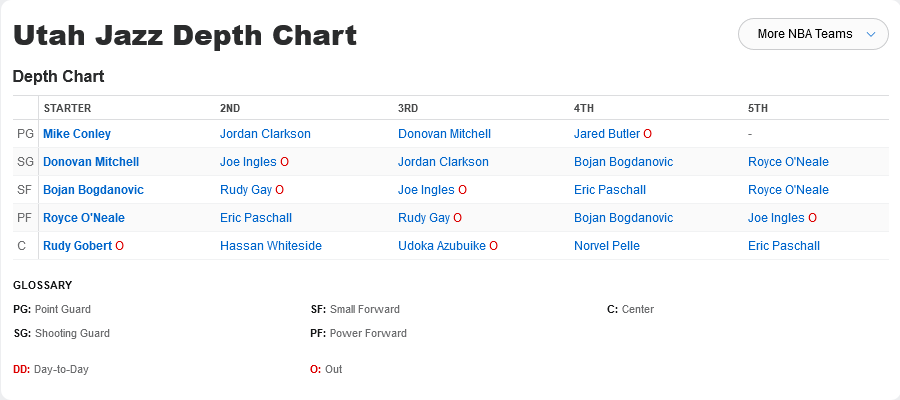 Utah Jazz Depth Chart
More NBA Teams
Depth Chart
STARTER 2ND 3RD 4TH 5TH
PG Mike Conley Jordan Clarkson Donovan Mitchell Jared Butler O -
SG Donovan Mitchell Joe Ingles O Jordan Clarkson Bojan Bogdanovic Royce O'Neale
SF Bojan Bogdanovic Rudy Gay O Joe Ingles O Eric Paschall Royce O'Neale
PF Royce O'Neale Eric Paschall Rudy Gay O Bojan Bogdanovic Joe Ingles O
C Rudy Gobert O Hassan Whiteside Udoka Azubuike O Norvel Pelle Eric Paschall
GLOSSARY
PG: Point Guard SF: Small Forward C: Center
SG: Shooting Guard PF: Power Forward
DD: Day-to-Day O: Out